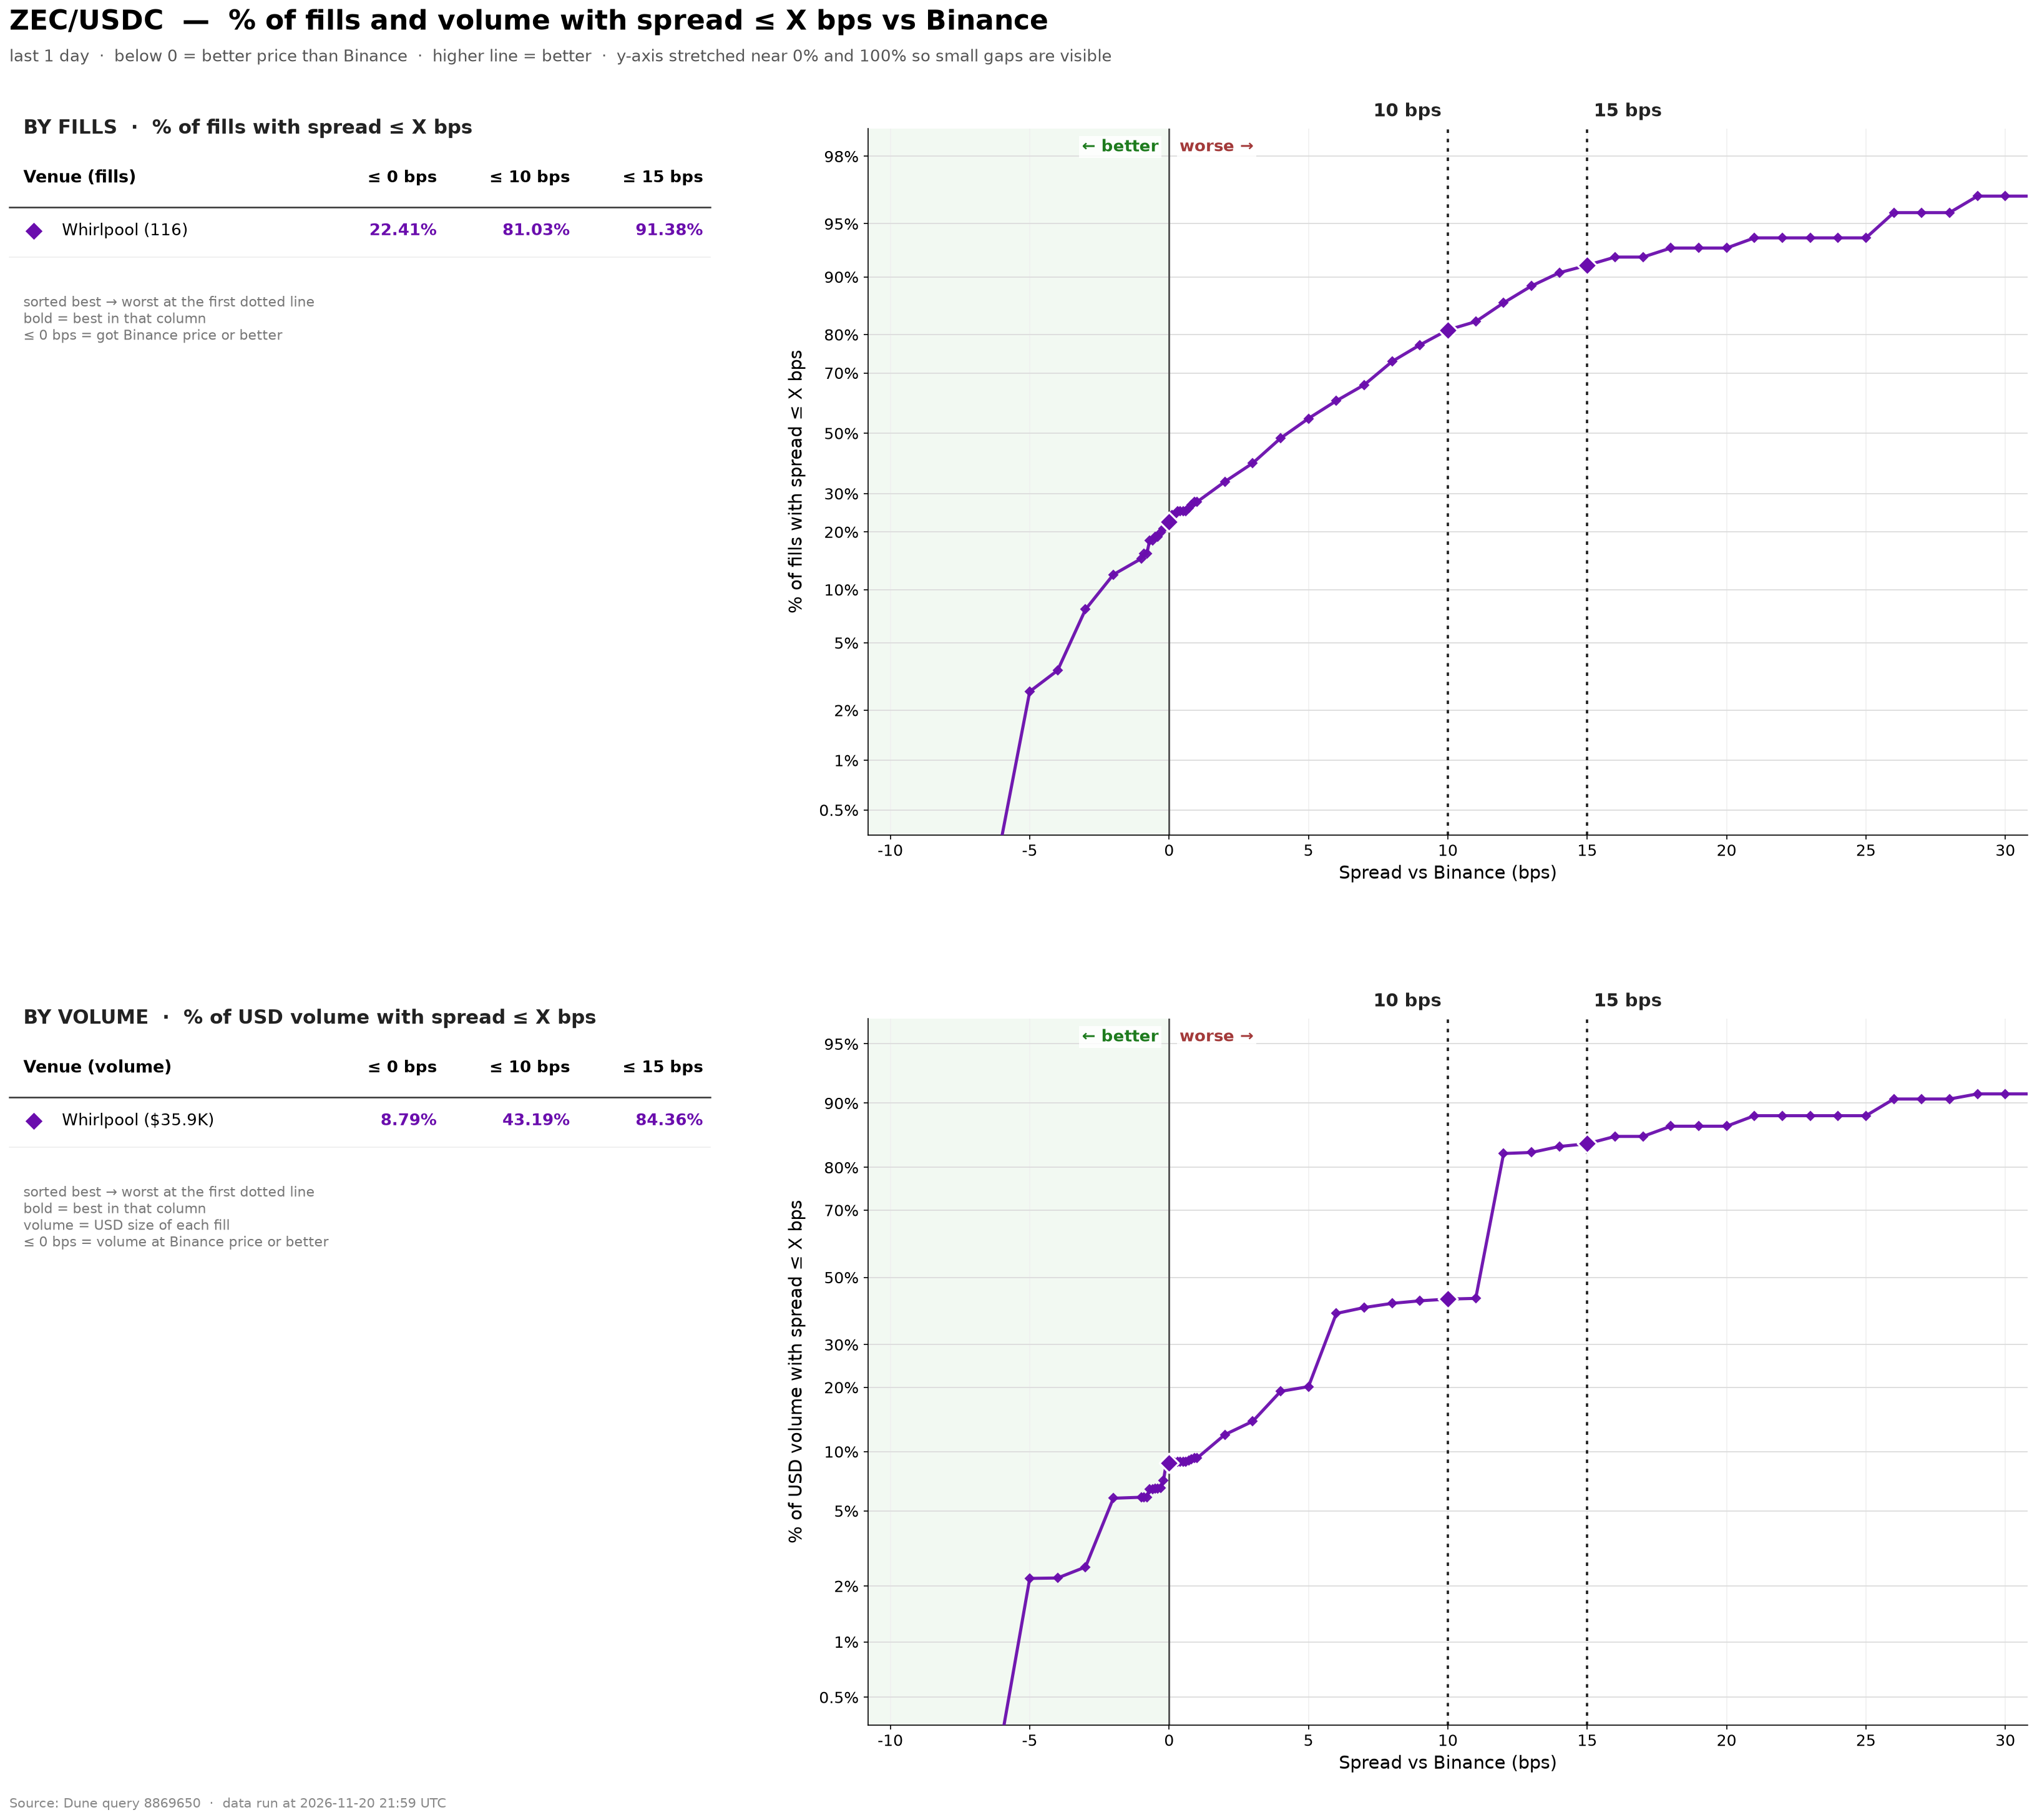 ZEC/USDC — % of fills and volume with spread ≤ X bps vs Binance
last 1 day · below 0 = better price than Binance · higher line = better · y-axis stretched near 0% and 100% so small gaps are visible
BY FILLS · % of fills with spread ≤ X bps
Venue (fills) ≤ 0 bps ≤ 10 bps ≤ 15 bps
Whirlpool (116) 22.41% 81.03% 91.38%
sorted best → worst at the first dotted line
bold = best in that column
≤ 0 bps = got Binance price or better
10 bps 15 bps
← better worse →
98%
95%
90%
80%
70%
50%
30%
20%
10%
5%
2%
1%
0.5%
% of fills with spread ≤ X bps
-10 -5 0 5 10 15 20 25 30
Spread vs Binance (bps)
BY VOLUME · % of USD volume with spread ≤ X bps
Venue (volume) ≤ 0 bps ≤ 10 bps ≤ 15 bps
Whirlpool ($35.9K) 8.79% 43.19% 84.36%
sorted best → worst at the first dotted line
bold = best in that column
volume = USD size of each fill
≤ 0 bps = volume at Binance price or better
10 bps 15 bps
← better worse →
95%
90%
80%
70%
50%
30%
20%
10%
5%
2%
1%
0.5%
% of USD volume with spread ≤ X bps
-10 -5 0 5 10 15 20 25 30
Spread vs Binance (bps)
Source: Dune query 8869650 · data run at 2026-11-20 21:59 UTC